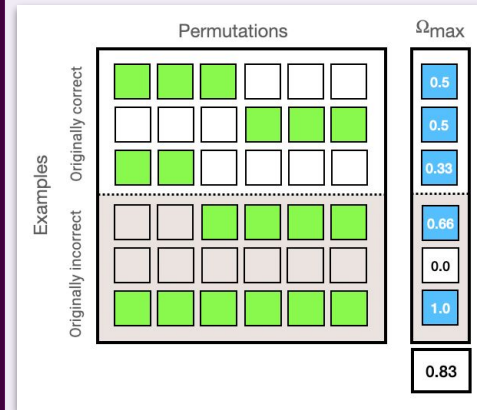 Permutations
Ωmax
Examples
Originally correct
Originally incorrect
0.5
0.5
0.33
0.66
0.0
1.0
0.83